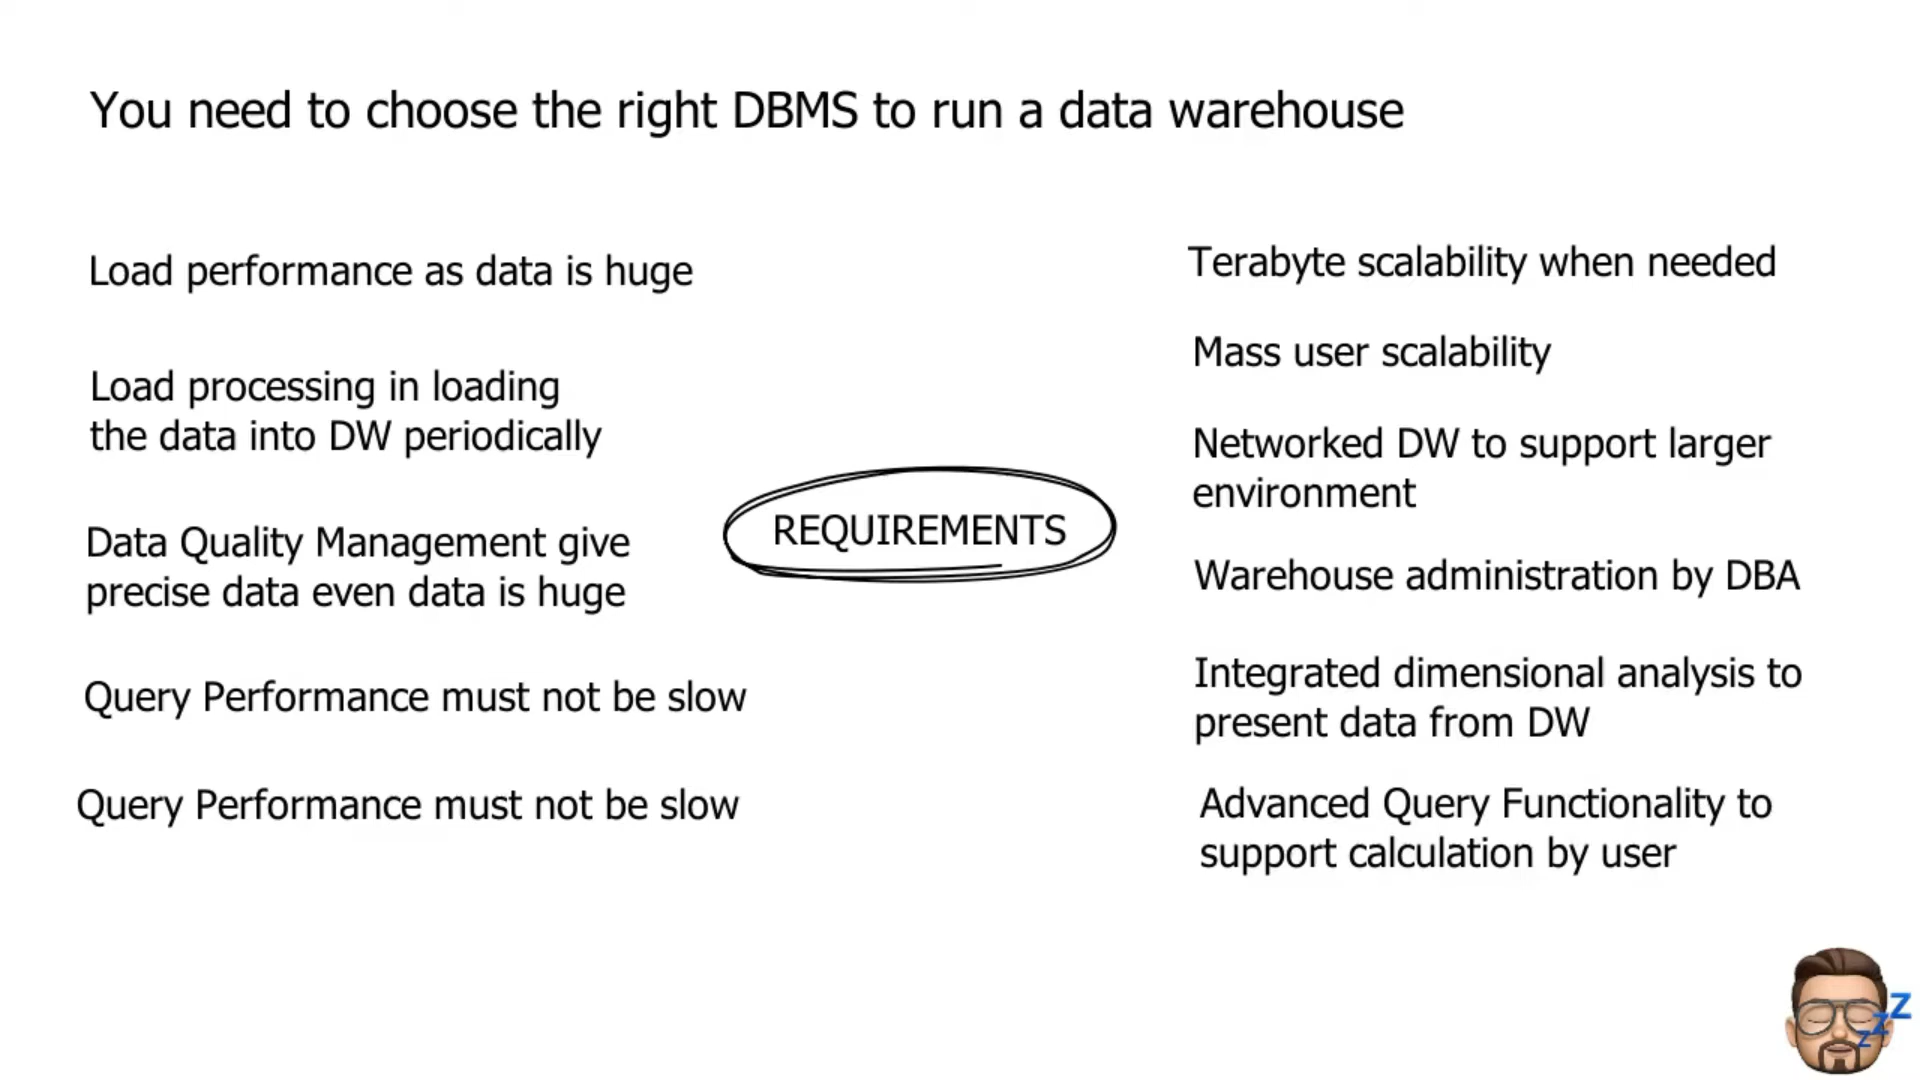 You need to choose the right DBMS to run a data warehouse
Load performance as data is huge
Load processing in loading
the data into DW periodically
Data Quality Management give
precise data even data is huge
Query Performance must not be slow
Query Performance must not be slow
REQUIREMENTS
Terabyte scalability when needed
Mass user scalability
Networked DW to support larger
environment
Warehouse administration by DBA
Integrated dimensional analysis to
present data from DW
Advanced Query Functionality to
support calculation by user
z z Z